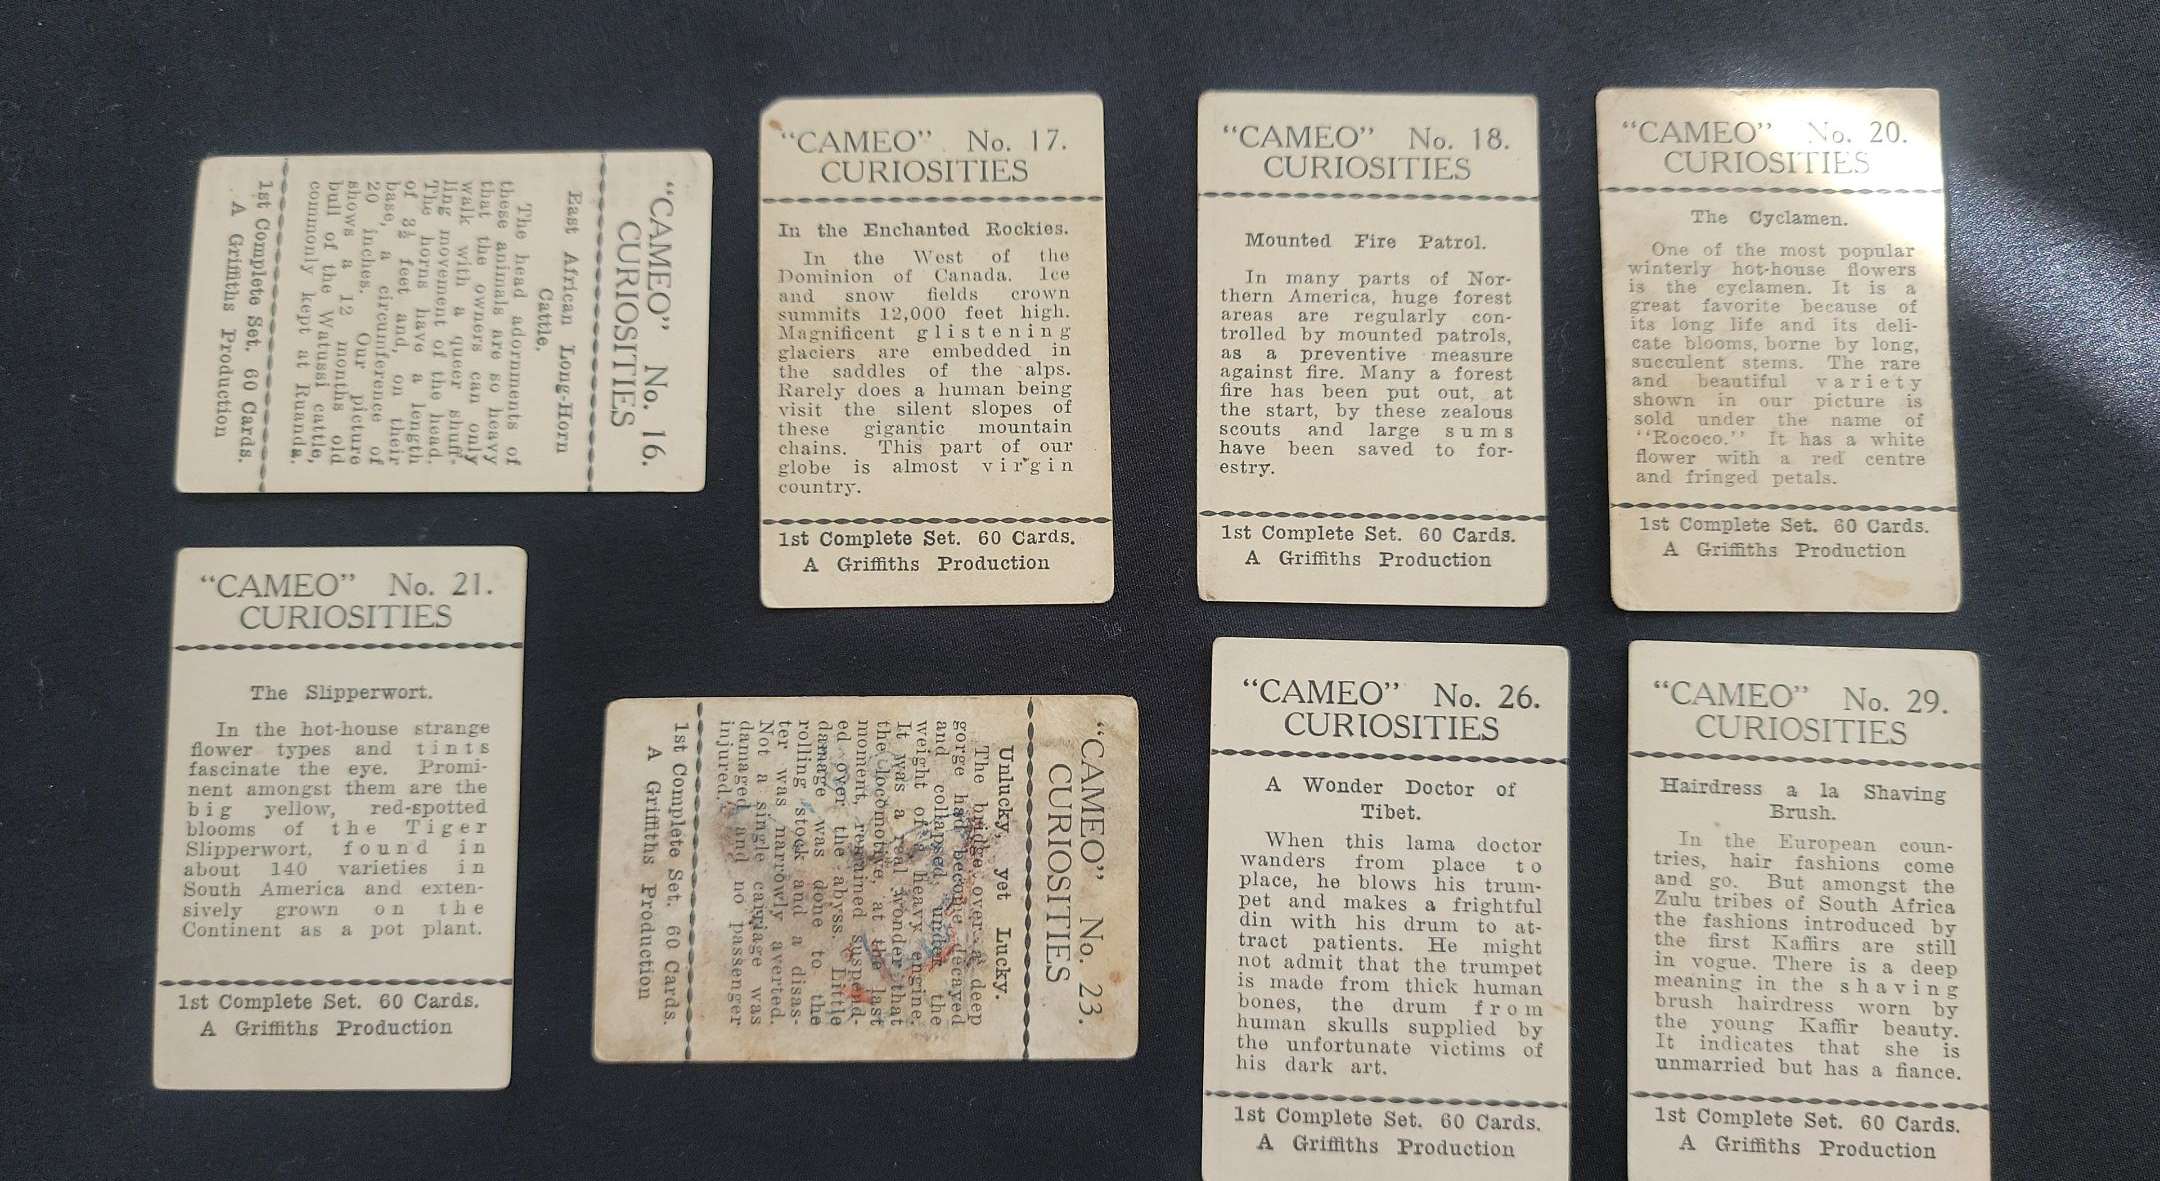 "CAMEO" No. 16.
CURIOSITIES
East African Long-Horn
Cattle.
The head adornments of
these animals are so heavy
that the owners can only
walk with a queer shuff-
ling movement of the head.
The horns have a length
of 3½ feet and, on their
base, a circumference of
20 inches. Our picture
shows a 12 months old
bull of the Watussi cattle,
commonly kept at Ruanda.
1st Complete Set. 60 Cards.
A Griffiths Production
"CAMEO" No. 17.
CURIOSITIES
In the Enchanted Rockies.
In the West of the
Dominion of Canada. Ice
and snow fields crown
summits 12,000 feet high.
Magnificent glistening
glaciers are embedded in
the saddles of the alps.
Rarely does a human being
visit the silent slopes of
these gigantic mountain
chains. This part of our
globe is almost virgin
country.
1st Complete Set. 60 Cards.
A Griffiths Production
"CAMEO" No. 18.
CURIOSITIES
Mounted Fire Patrol.
In many parts of Nor-
thern America, huge forest
areas are regularly con-
trolled by mounted patrols,
as a preventive measure
against fire. Many a forest
fire has been put out, at
the start, by these zealous
scouts and large sums
have been saved to for-
estry.
1st Complete Set. 60 Cards.
A Griffiths Production
"CAMEO" No. 20.
CURIOSITIES
The Cyclamen.
One of the most popular
winterly hot-house flowers
is the cyclamen. It is a
great favorite because of
its long life and its deli-
cate blooms, borne by long,
succulent stems. The rare
and beautiful variety
shown in our picture is
sold under the name of
"Rococo." It has a white
flower with a red centre
and fringed petals.
1st Complete Set. 60 Cards.
A Griffiths Production
"CAMEO" No. 21.
CURIOSITIES
The Slipperwort.
In the hot-house strange
flower types and tints
fascinate the eye. Promi-
nent amongst them are the
big yellow, red-spotted
blooms of the Tiger
Slipperwort, found in
about 140 varieties in
South America and exten-
sively grown on the
Continent as a pot plant.
1st Complete Set. 60 Cards.
A Griffiths Production
"CAMEO" No. 23.
CURIOSITIES
Unlucky, yet Lucky.
The bridge over a deep
gorge had become decayed
and collapsed, under the
weight of a heavy engine.
It was a real wonder that
the locomotive, at the last
moment, remained suspend-
ed over the abyss. Little
damage was done to the
rolling stock and a disas-
ter was narrowly averted.
Not a single carriage was
damaged and no passenger
injured.
1st Complete Set. 60 Cards.
A Griffiths Production
"CAMEO" No. 26.
CURIOSITIES
A Wonder Doctor of
Tibet.
When this lama doctor
wanders from place to
place, he blows his trum-
pet and makes a frightful
din with his drum to at-
tract patients. He might
not admit that the trumpet
is made from thick human
bones, the drum from
human skulls supplied by
the unfortunate victims of
his dark art.
1st Complete Set. 60 Cards.
A Griffiths Production
"CAMEO" No. 29.
CURIOSITIES
Hairdress a la Shaving
Brush.
In the European coun-
tries, hair fashions come
and go. But amongst the
Zulu tribes of South Africa
the fashions introduced by
the first Kaffirs are still
in vogue. There is a deep
meaning in the shaving
brush hairdress worn by
the young Kaffir beauty.
It indicates that she is
unmarried but has a fiance.
1st Complete Set. 60 Cards.
A Griffiths Production